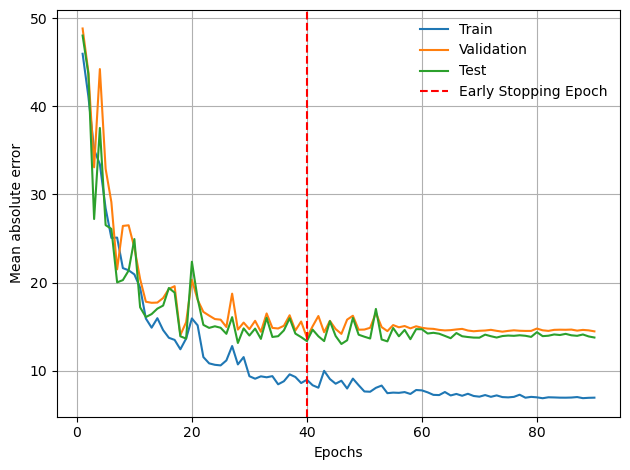 50
40
30
20
10
0
20
40
60
80
Mean absolute error
Epochs
Train
Validation
Test
Early Stopping Epoch